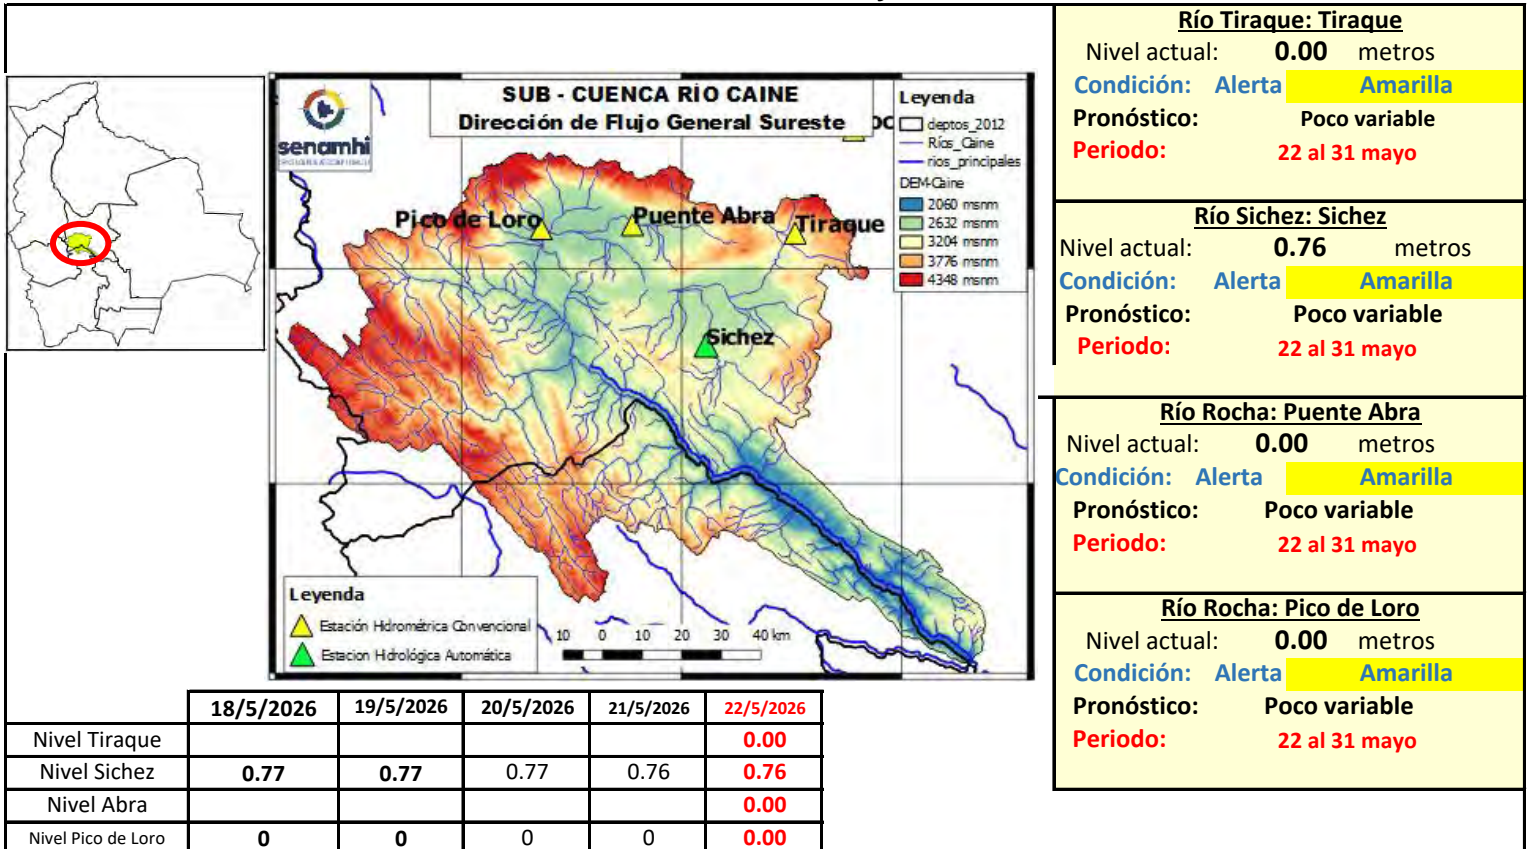 SUB - CUENCA RÍO CAINE
Dirección de Flujo General Sureste
senamhi
Leyenda
deptos_2012
Ríos_Caine
rios_principales
DEM-Caine
2060 msnm
2632 msnm
3204 msnm
3776 msnm
4348 msnm
Pico de Loro
Puente Abra
Tiraque
Sichez
Leyenda
Estación Hidrométrica Convencional
Estacion Hidrológica Automática
10 0 10 20 30 40 km
Río Tiraque: Tiraque
Nivel actual: 0.00 metros
Condición: Alerta Amarilla
Pronóstico: Poco variable
Periodo: 22 al 31 mayo
Río Sichez: Sichez
Nivel actual: 0.76 metros
Condición: Alerta Amarilla
Pronóstico: Poco variable
Periodo: 22 al 31 mayo
Río Rocha: Puente Abra
Nivel actual: 0.00 metros
Condición: Alerta Amarilla
Pronóstico: Poco variable
Periodo: 22 al 31 mayo
Río Rocha: Pico de Loro
Nivel actual: 0.00 metros
Condición: Alerta Amarilla
Pronóstico: Poco variable
Periodo: 22 al 31 mayo
18/5/2026 19/5/2026 20/5/2026 21/5/2026 22/5/2026
Nivel Tiraque 0.00
Nivel Sichez 0.77 0.77 0.77 0.76 0.76
Nivel Abra 0.00
Nivel Pico de Loro 0 0 0 0 0.00